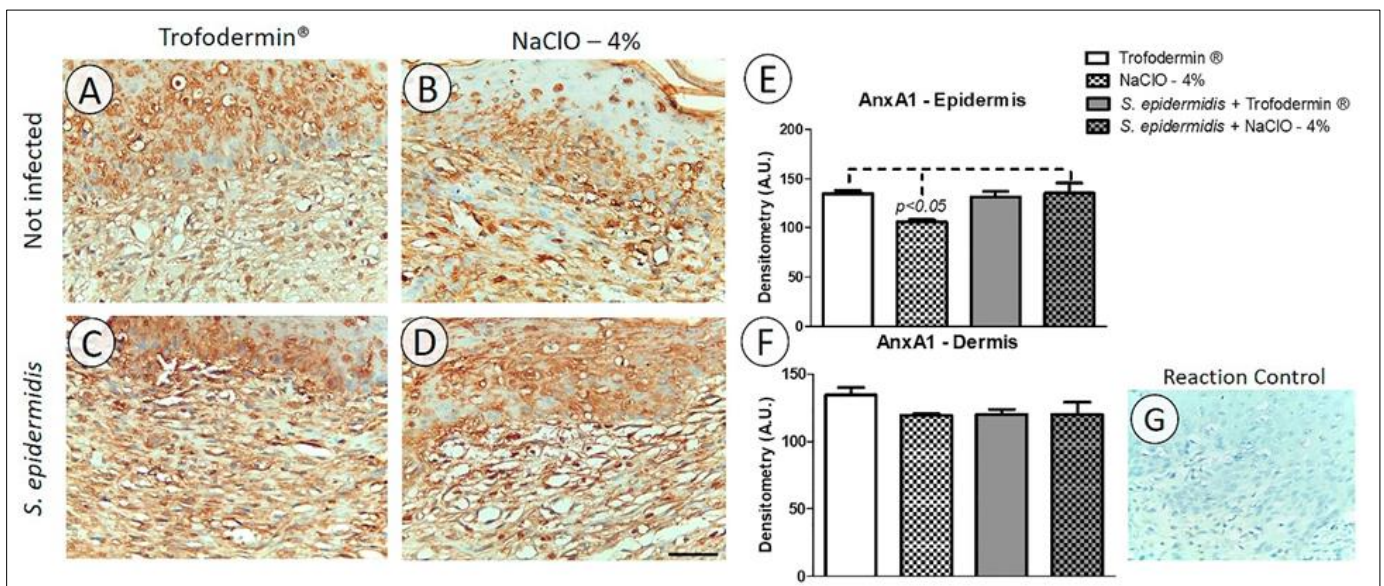 Trofodermin®
NaClO – 4%
Not infected
S. epidermidis
A
B
C
D
E
AnxA1 - Epidermis
Densitometry (A.U.)
200
150
100
50
0
p<0.05
Trofodermin ®
NaClO - 4%
S. epidermidis + Trofodermin ®
S. epidermidis + NaClO - 4%
F
AnxA1 - Dermis
Densitometry (A.U.)
150
100
50
0
Reaction Control
G